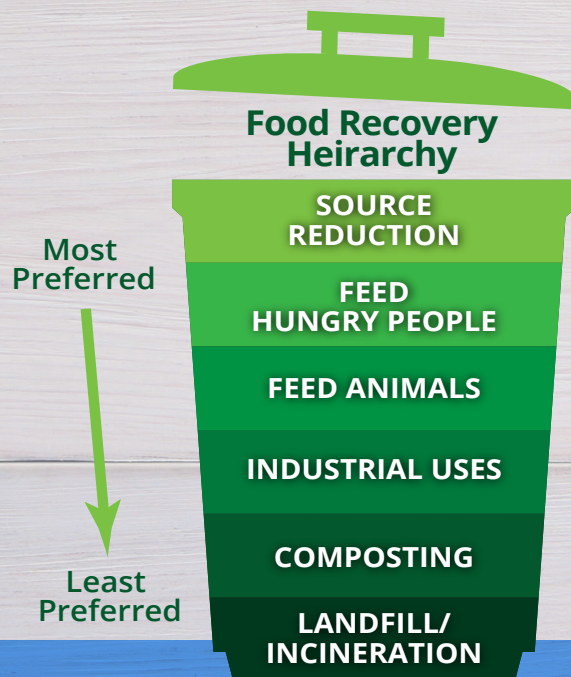 Food Recovery
Heirarchy
SOURCE
REDUCTION
Most
Preferred
FEED
HUNGRY PEOPLE
FEED ANIMALS
INDUSTRIAL USES
COMPOSTING
Least
Preferred
LANDFILL/
INCINERATION